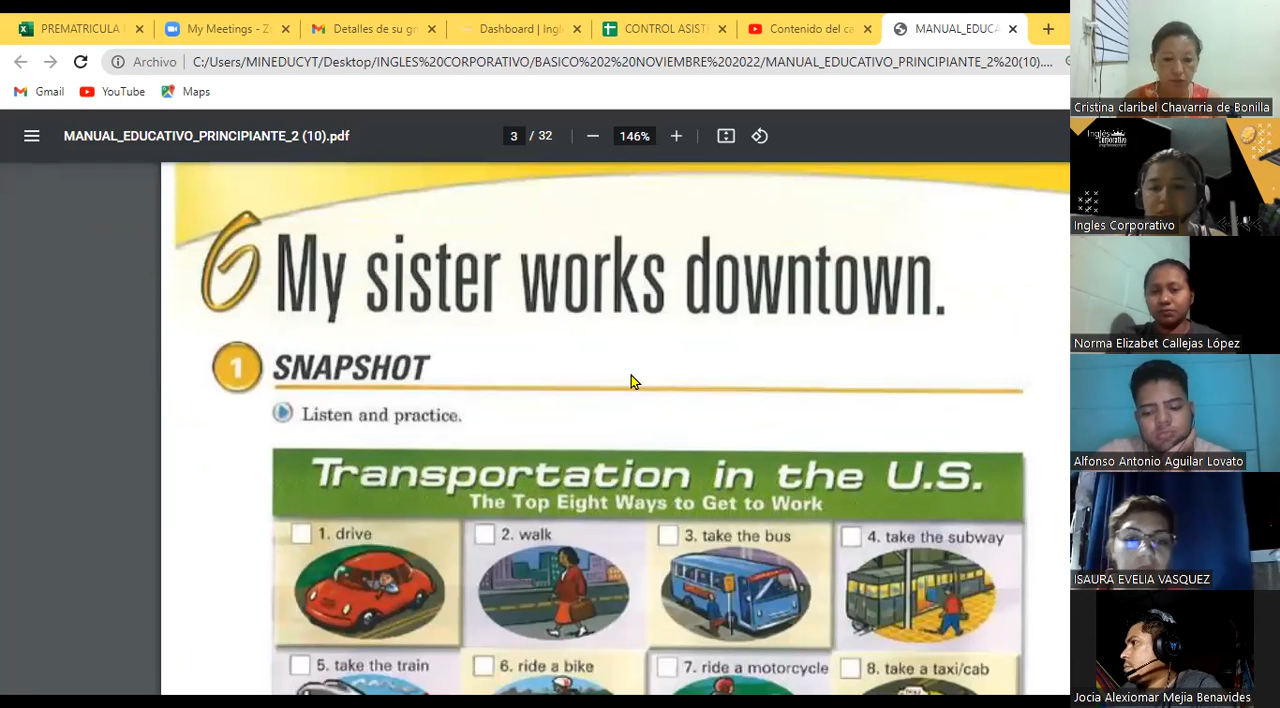 PREMATRICULA
My Meetings - Z
Detalles de su gr
Dashboard | Ingl
CONTROL ASIST
Contenido del ca
MANUAL_EDUCA
Archivo
C:/Users/MINEDUCYT/Desktop/INGLES%20CORPORATIVO/BASICO%202%20NOVIEMBRE%202022/MANUAL_EDUCATIVO_PRINCIPIANTE_2%20(10)....
Gmail
YouTube
Maps
MANUAL_EDUCATIVO_PRINCIPIANTE_2 (10).pdf
3 / 32
146%
6 My sister works downtown.
1 SNAPSHOT
Listen and practice.
Transportation in the U.S.
The Top Eight Ways to Get to Work
1. drive
2. walk
3. take the bus
4. take the subway
5. take the train
6. ride a bike
7. ride a motorcycle
8. take a taxi/cab
Cristina claribel Chavarria de Bonilla
Inglés
Corporativo
Ingles Corporativo
Norma Elizabet Callejas López
Alfonso Antonio Aguilar Lovato
ISAURA EVELIA VASQUEZ
Jocia Alexiomar Mejia Benavides